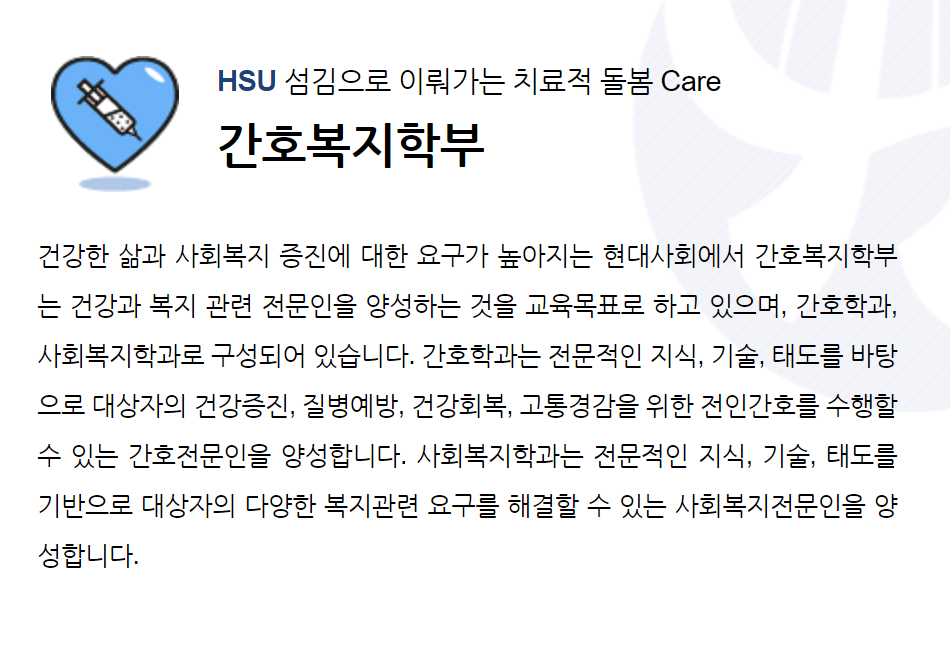 HSU 섬김으로 이뤄가는 치료적 돌봄 Care
간호복지학부
건강한 삶과 사회복지 증진에 대한 요구가 높아지는 현대사회에서 간호복지학부
는 건강과 복지 관련 전문인을 양성하는 것을 교육목표로 하고 있으며, 간호학과,
사회복지학과로 구성되어 있습니다. 간호학과는 전문적인 지식, 기술, 태도를 바탕
으로 대상자의 건강증진, 질병예방, 건강회복, 고통경감을 위한 전인간호를 수행할
수 있는 간호전문인을 양성합니다. 사회복지학과는 전문적인 지식, 기술, 태도를
기반으로 대상자의 다양한 복지관련 요구를 해결할 수 있는 사회복지전문인을 양
성합니다.